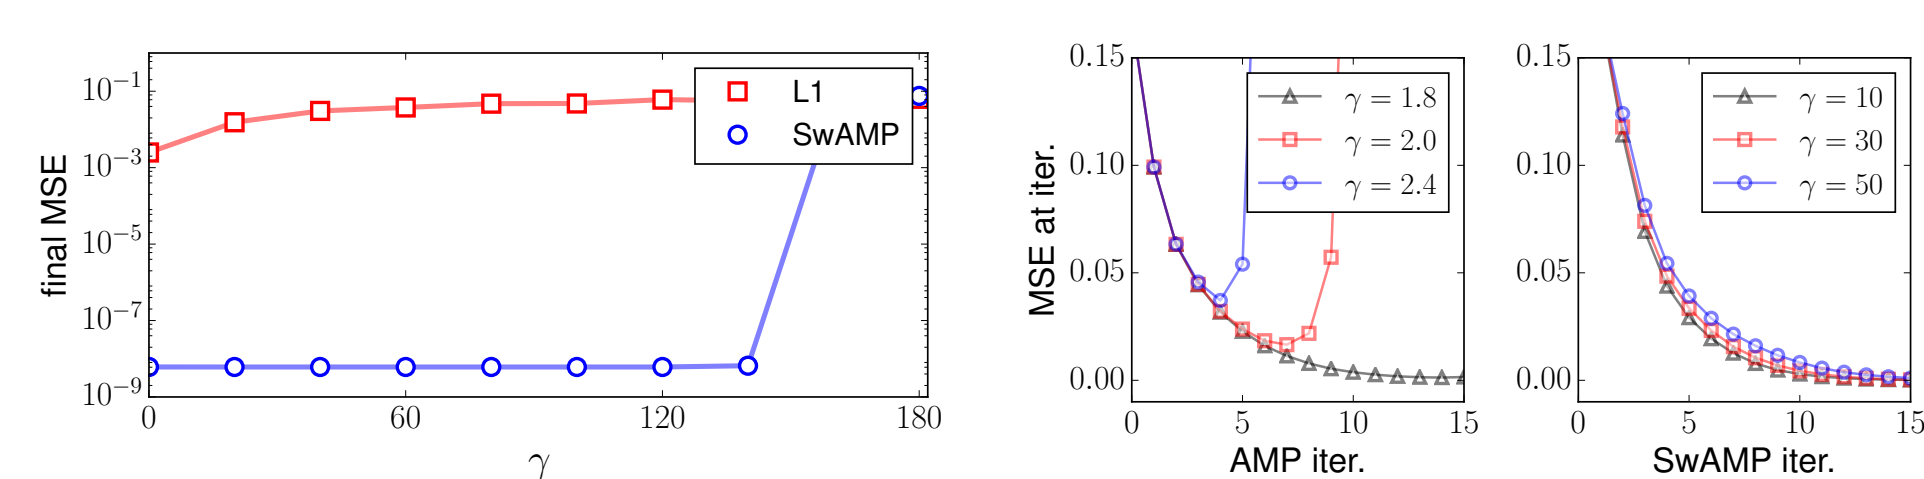 final MSE
10⁻¹
10⁻³
10⁻⁵
10⁻⁷
10⁻⁹
0 60 120 180
γ
L1
SwAMP
MSE at iter.
0.15
0.10
0.05
0.00
0 5 10 15
AMP iter.
γ = 1.8
γ = 2.0
γ = 2.4
0.15
0.10
0.05
0.00
0 5 10 15
SwAMP iter.
γ = 10
γ = 30
γ = 50